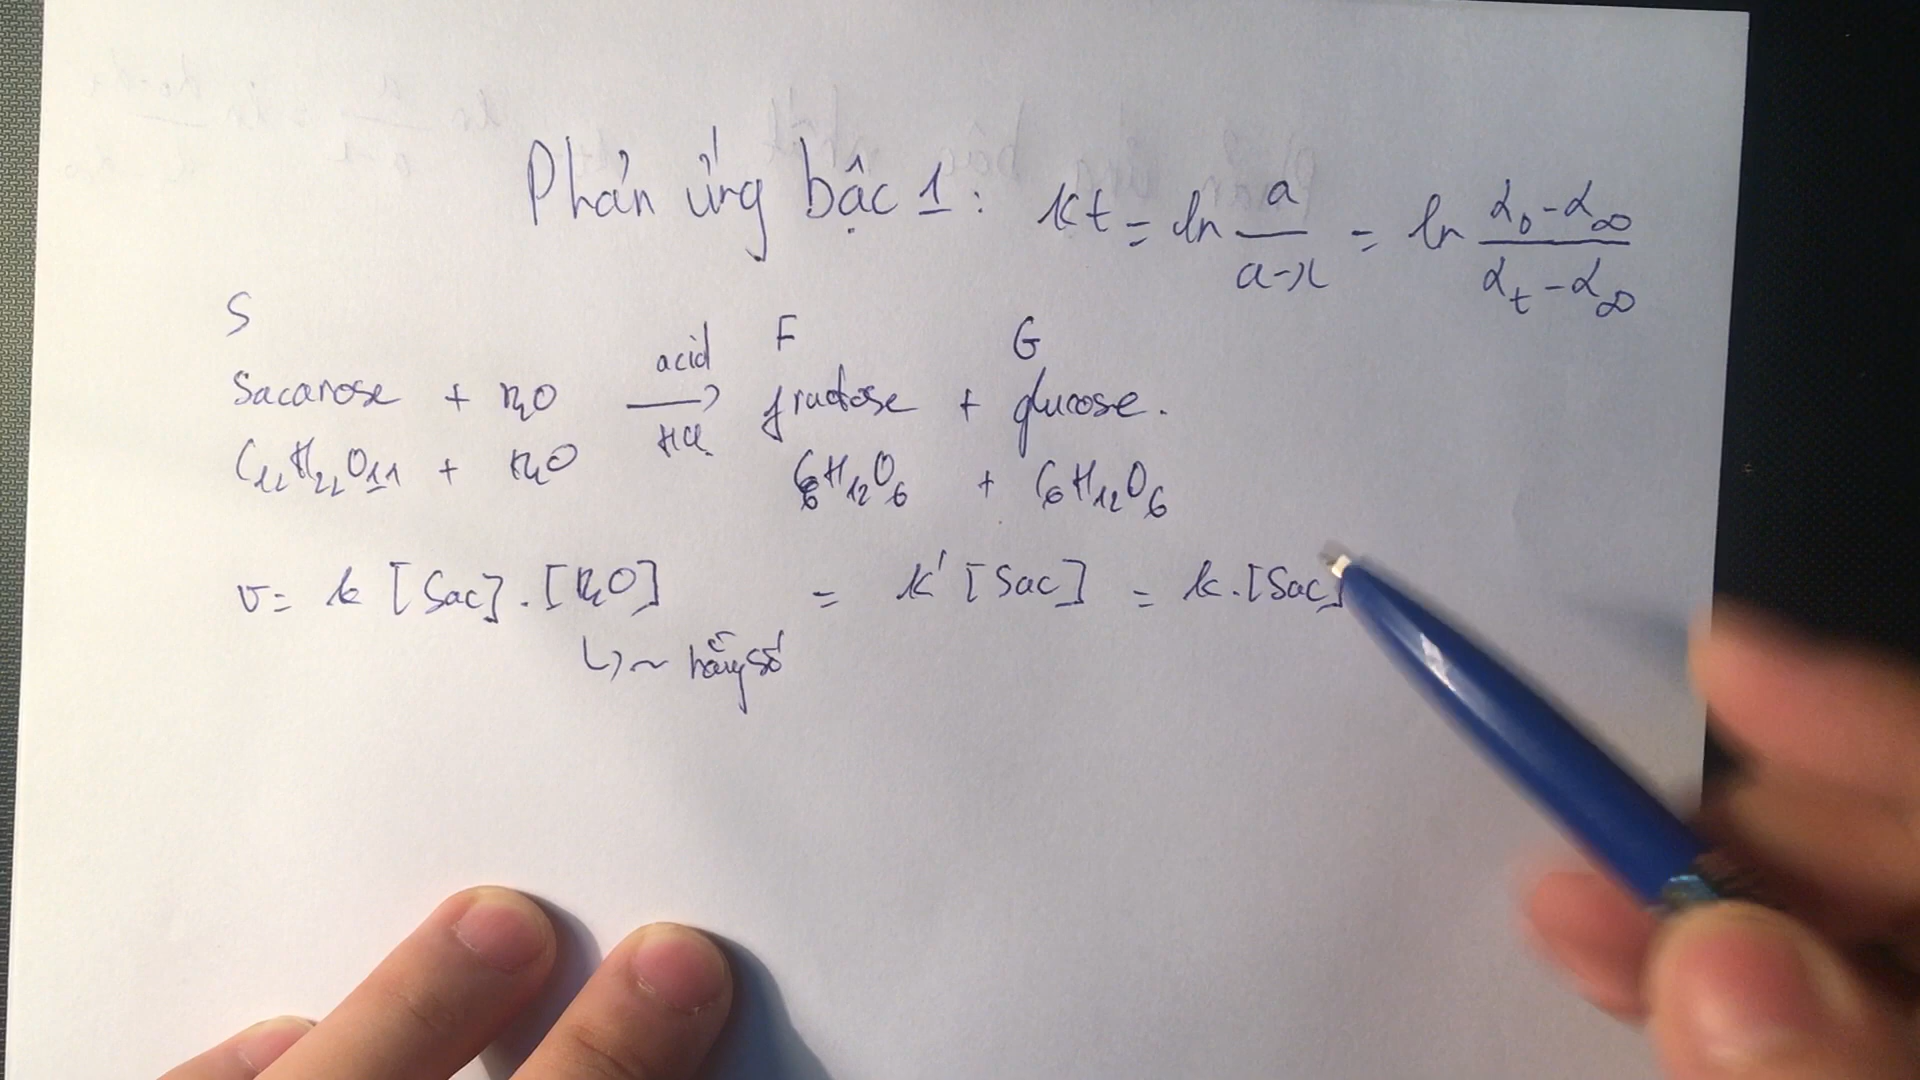 Phản ứng bậc 1 : kt = ln a/(a-x) = ln (α₀-α∞)/(αₜ-α∞)
S F G
Sacarose + H₂O acid → HCl fructose + glucose.
C₁₂H₂₂O₁₁ + H₂O C₆H₁₂O₆ + C₆H₁₂O₆
v = k [Sac] . [H₂O] = k' [Sac] = k . [Sac]
↳ ~ hằng số